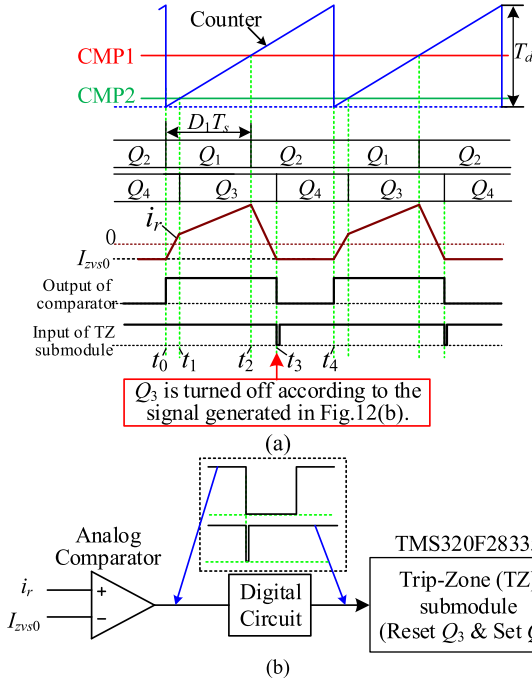 Counter
CMP1
T_d
CMP2
D_1T_s
Q_2 Q_1 Q_2 Q_1 Q_2
Q_4 Q_3 Q_4 Q_3 Q_4
i_r
0
I_zvs0
Output of
comparator
Input of TZ
submodule
t_0 t_1 t_2 t_3 t_4
Q_3 is turned off according to the
signal generated in Fig.12(b).
(a)
Analog
Comparator
TMS320F2833
i_r
+
I_zvs0
−
Digital
Circuit
Trip-Zone (TZ)
submodule
(Reset Q_3 & Set
(b)